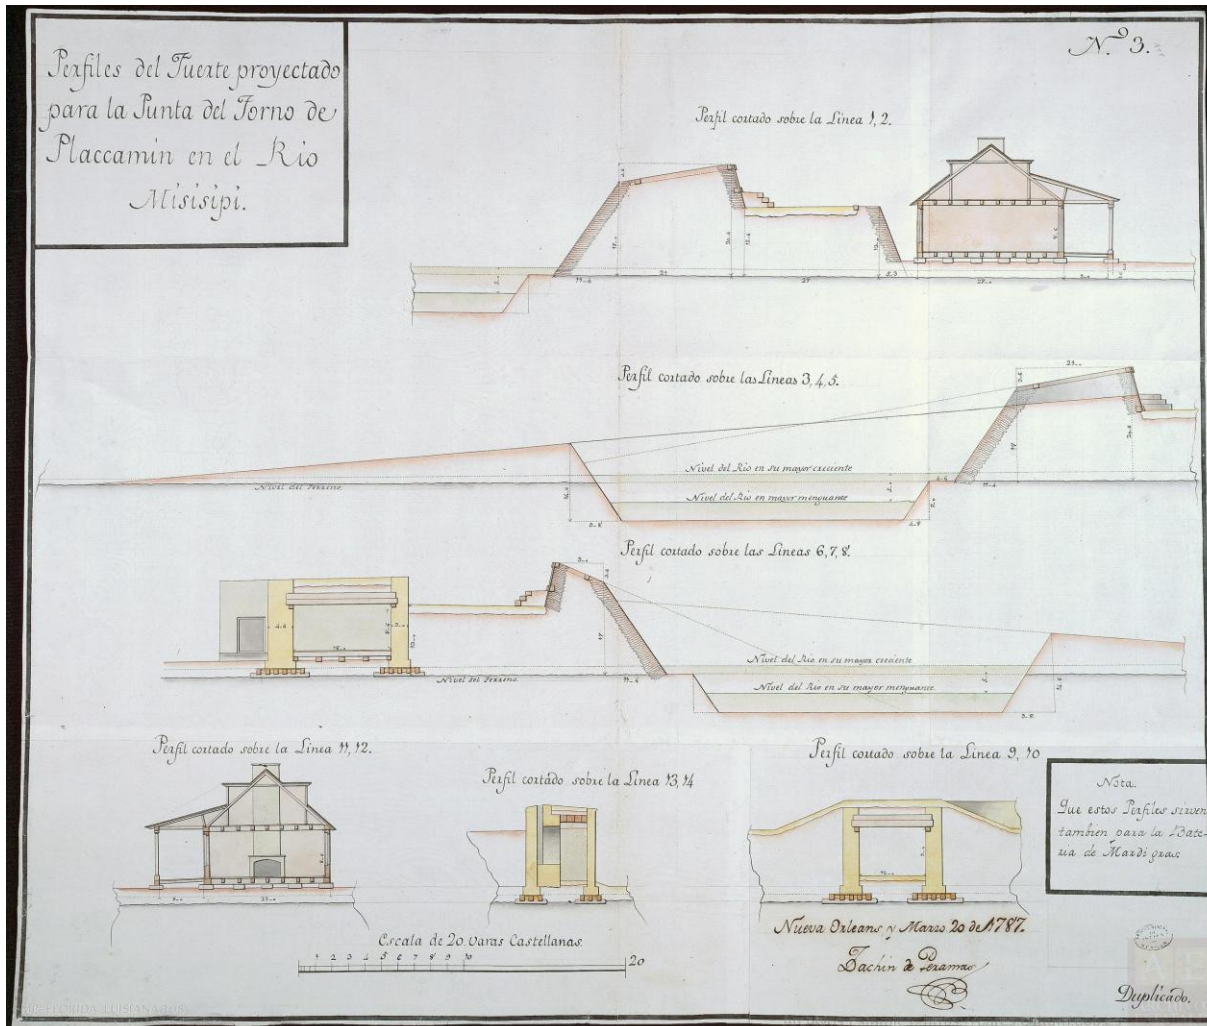 N.º 3.
Perfiles del Fuerte proyectado
para la Punta del Torno de
Placcamin en el Rio
Misisipi.
Perfil cortado sobre la Linea 1, 2.
Perfil cortado sobre las Lineas 3, 4, 5.
Nivel del Rio en su mayor creciente
Nivel del Terreno.
Nivel del Rio en mayor menguante
Perfil cortado sobre las Lineas 6, 7, 8.
Nivel del Rio en su mayor creciente
Nivel del Terreno
Nivel del Rio en su mayor menguante
Perfil cortado sobre la Linea 11, 12.
Perfil cortado sobre la Linea 13, 14
Perfil cortado sobre la Linea 9, 10
Nota.
Que estos Perfiles sirven
tambien para la Bate-
ria de Mardi gras
Escala de 20 varas Castellanas.
1 2 3 4 5 6 7 8 9 10 20
Nueva Orleans y Marzo 20 de 1787.
de Peramas
Duplicado.